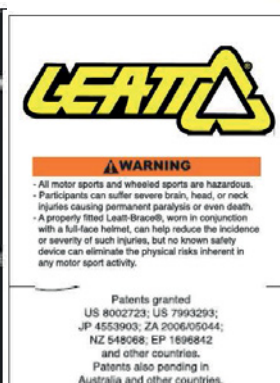 LEATT®
WARNING
- All motor sports and wheeled sports are hazardous.
- Participants can suffer severe brain, head, or neck
injuries causing permanent paralysis or even death.
- A properly fitted Leatt-Brace®, worn in conjunction
with a full-face helmet, can help reduce the incidence
or severity of such injuries, but no known safety
device can eliminate the physical risks inherent in
any motor sport activity.
Patents granted
US 8002723; US 7993293;
JP 4553903; ZA 2006/05044;
NZ 548068; EP 1696842
and other countries.
Patents also pending in
Australia and other countries.